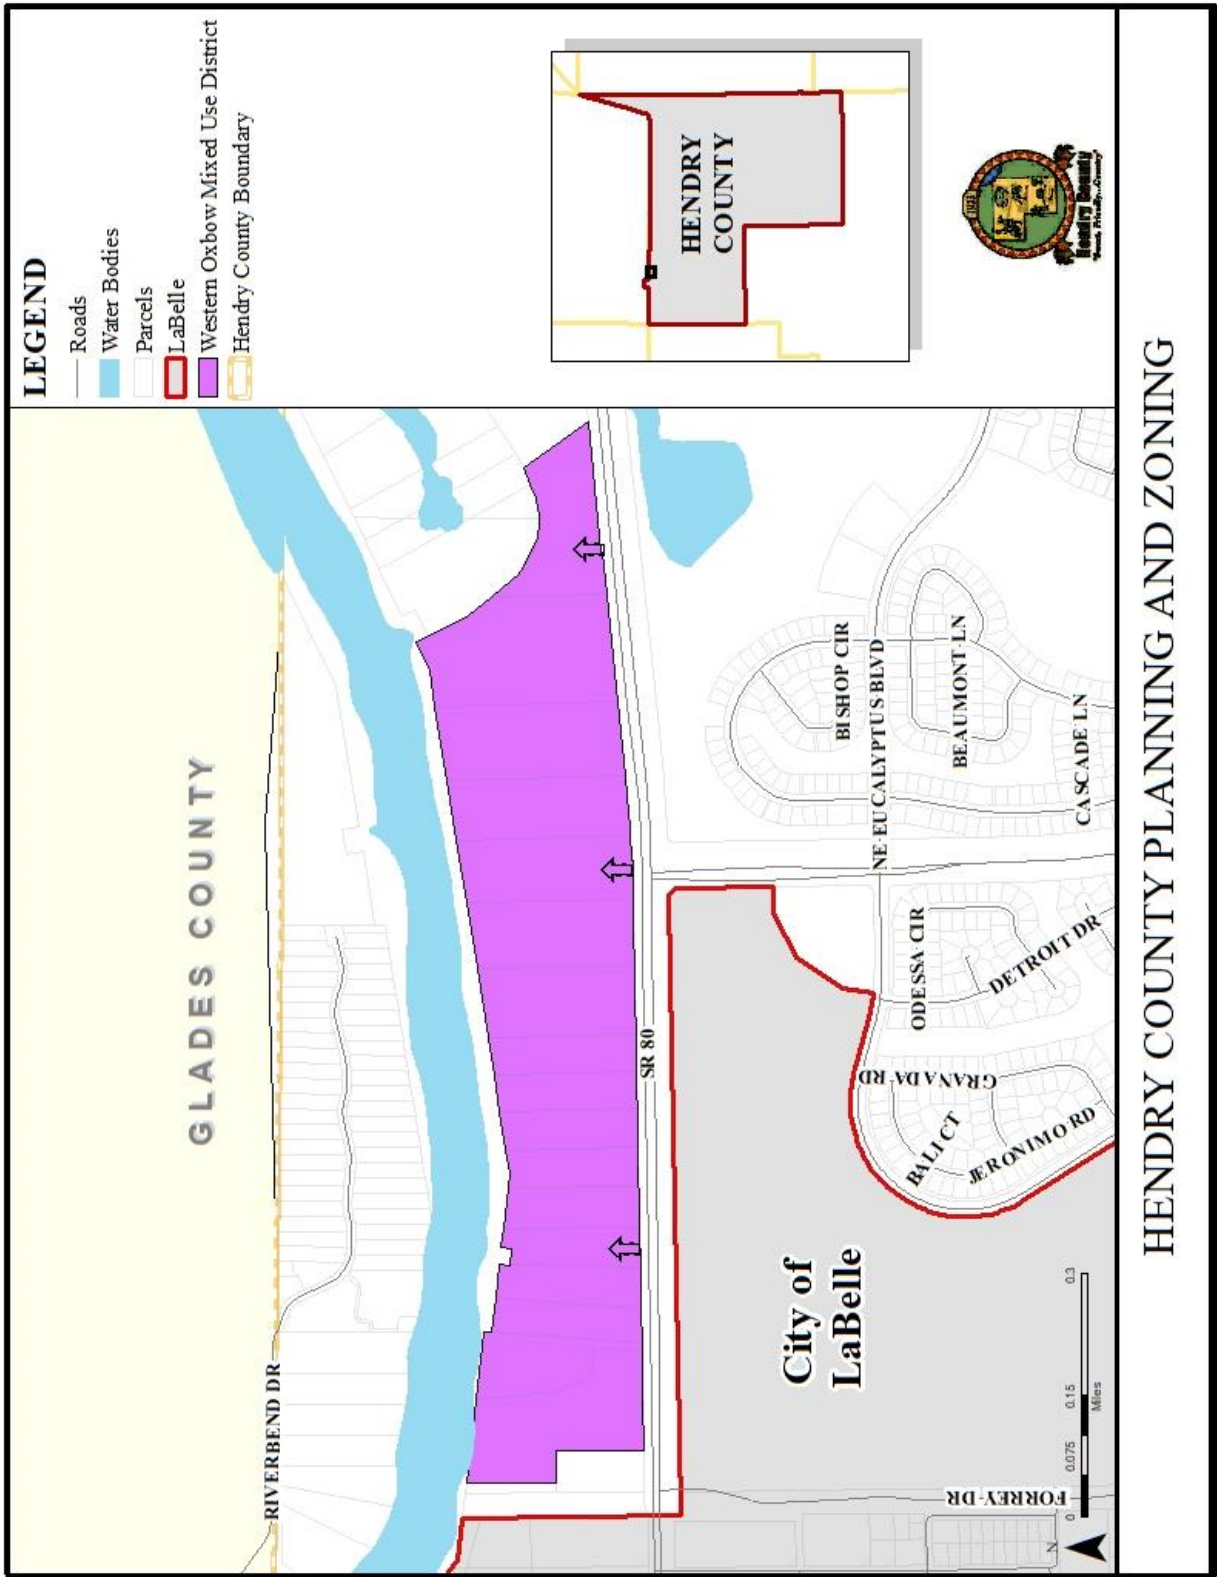 LEGEND
Roads
Water Bodies
Parcels
LaBelle
Western Oxbow Mixed Use District
Hendry County Boundary
HENDRY
COUNTY
Hendry County
GLADES COUNTY
RIVERBEND DR
SR 80
City of
LaBelle
FORREY DR
BISHOP CIR
NE EUCALYPTUS BLVD
BEAUMONT LN
CASCADE LN
ODESSA CIR
DETROIT DR
GRANADA RD
BALI CT
JERONIMO RD
N
0 0.075 0.15 0.3
Miles
HENDRY COUNTY PLANNING AND ZONING